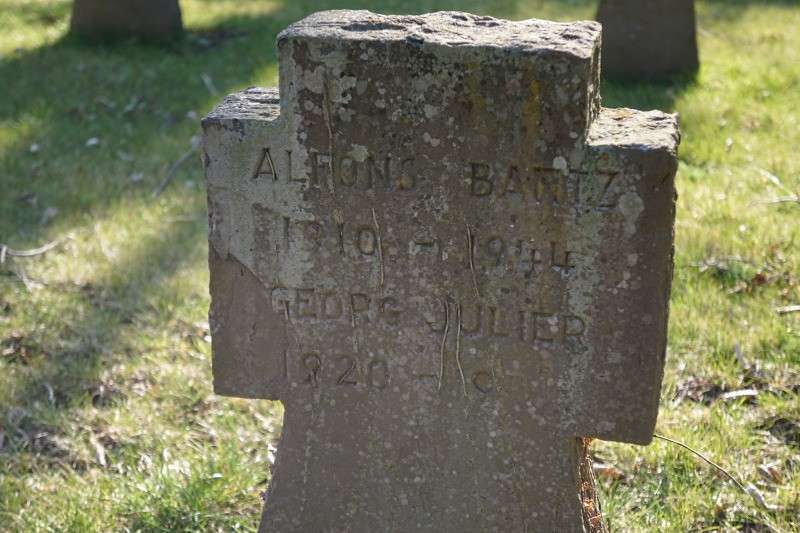 ALFONS BARTZ
1910 - 1944
GEORG JULIER
1920 - ?